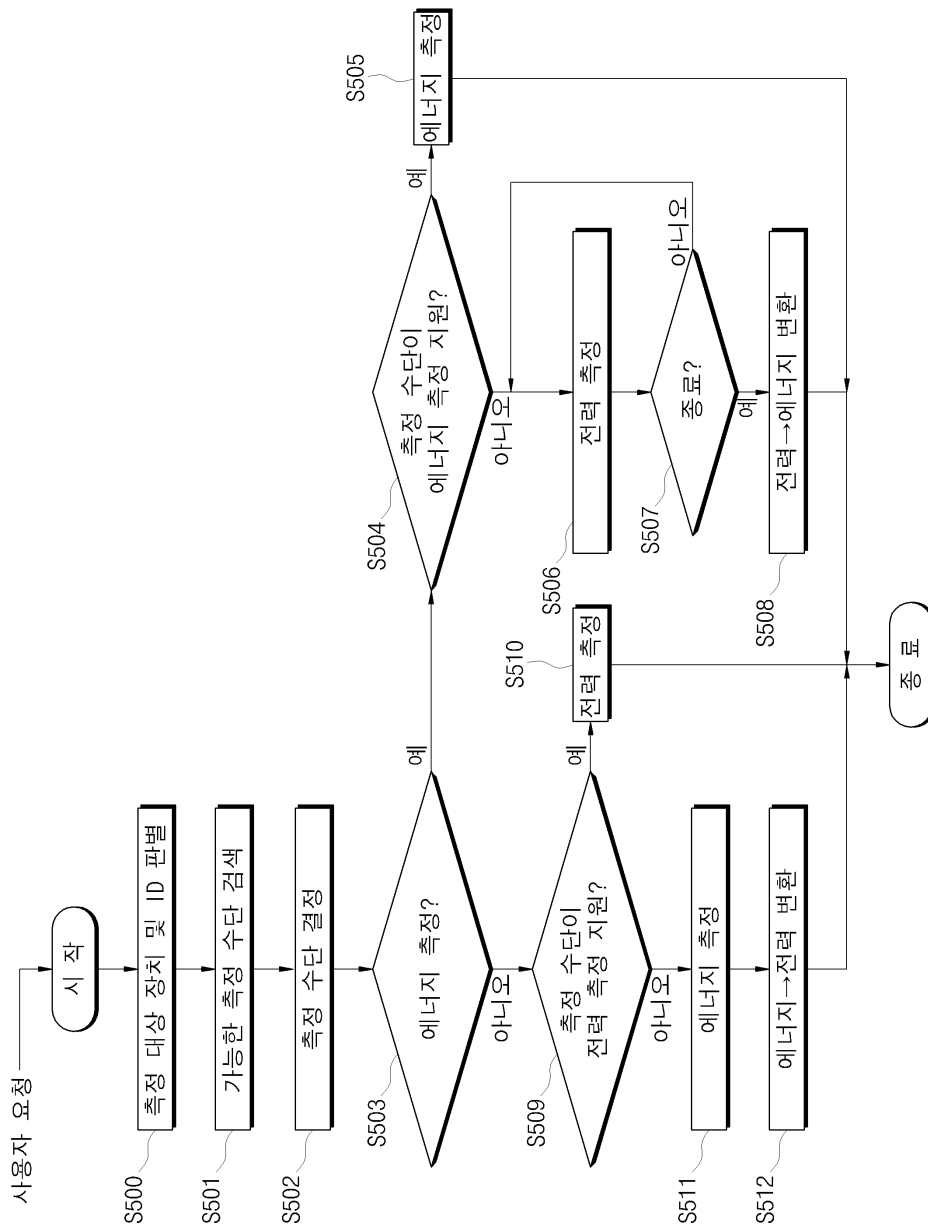 사용자 요청
시 작
S500
측정 대상 장치 및 ID 판별
S501
가능한 측정 수단 검색
S502
측정 수단 결정
S503
에너지 측정?
예
아니오
S504
측정 수단이
에너지 측정 지원?
예
아니오
S505
에너지 측정
S506
전력 측정
S507
종료?
아니오
예
S508
전력→에너지 변환
S509
측정 수단이
전력 측정 지원?
예
아니오
S510
전력 측정
S511
에너지 측정
S512
에너지→전력 변환
종 료